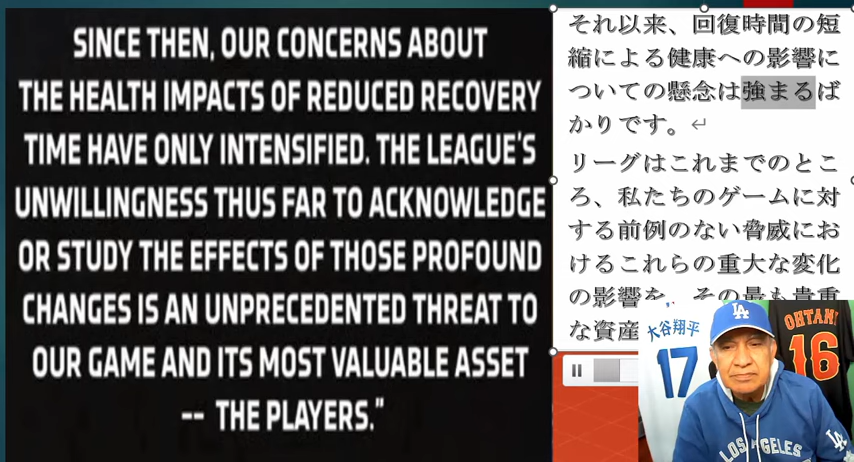 SINCE THEN, OUR CONCERNS ABOUT
THE HEALTH IMPACTS OF REDUCED RECOVERY
TIME HAVE ONLY INTENSIFIED. THE LEAGUE'S
UNWILLINGNESS THUS FAR TO ACKNOWLEDGE
OR STUDY THE EFFECTS OF THOSE PROFOUND
CHANGES IS AN UNPRECEDENTED THREAT TO
OUR GAME AND ITS MOST VALUABLE ASSET
-- THE PLAYERS."
それ以来、回復時間の短
縮による健康への影響に
ついての懸念は強まるば
かりです。
リーグはこれまでのとこ
ろ、私たちのゲームに対
する前例のない脅威にお
けるこれらの重大な変化
の影響を、その最も貴重
な資産
大谷翔平
17
OHTANI
16
LA
LOS ANGELES
LA